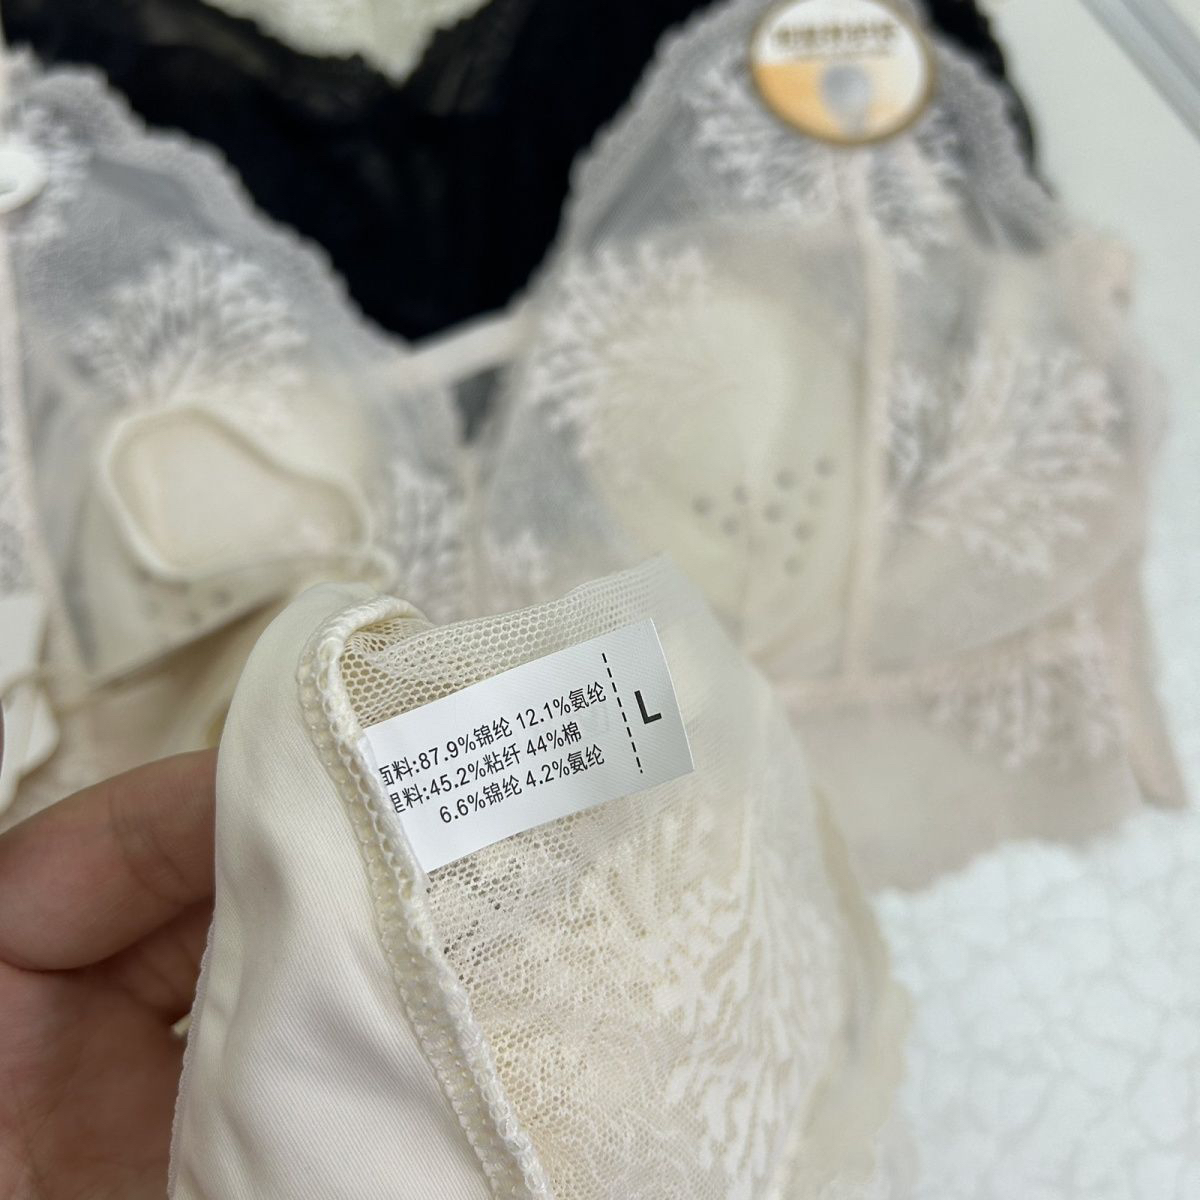 面料:87.9%锦纶 12.1%氨纶
里料:45.2%粘纤 44%棉
6.6%锦纶 4.2%氨纶
L